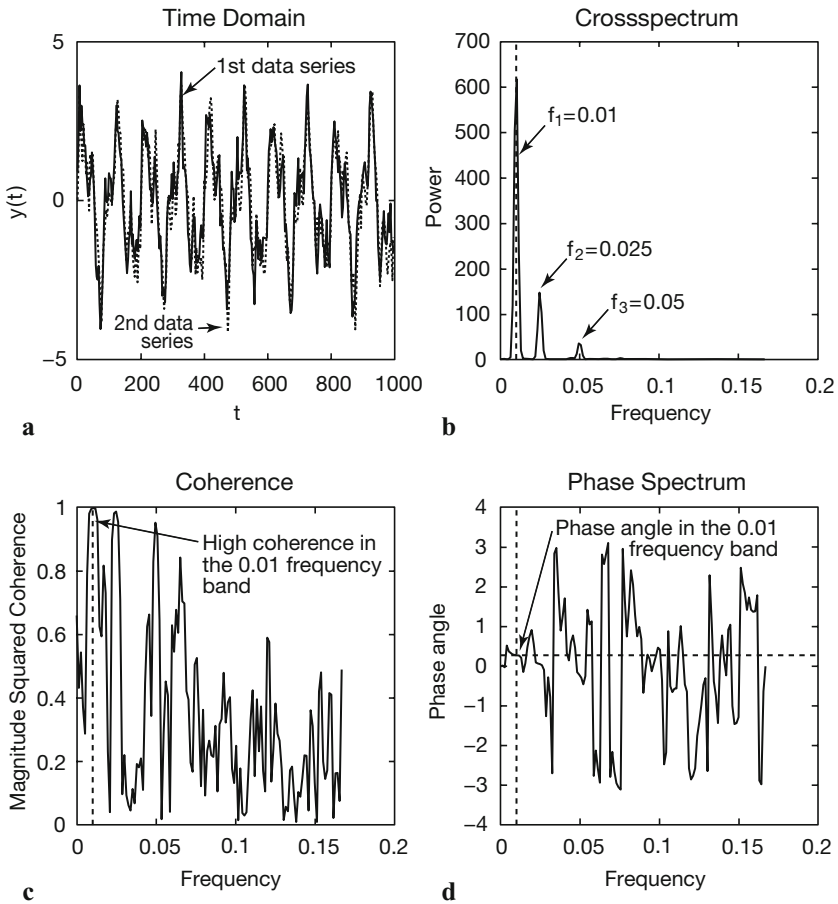 Time Domain
5
0
−5
y(t)
1st data series
2nd data
series
0 200 400 600 800 1000
t
a
Crossspectrum
700
600
500
400
300
200
100
0
Power
f1=0.01
f2=0.025
f3=0.05
0 0.05 0.1 0.15 0.2
Frequency
b
Coherence
1
0.8
0.6
0.4
0.2
0
Magnitude Squared Coherence
High coherence in
the 0.01 frequency
band
0 0.05 0.1 0.15 0.2
Frequency
c
Phase Spectrum
4
3
2
1
0
−1
−2
−3
−4
Phase angle
Phase angle in the 0.01
frequency band
0 0.05 0.1 0.15 0.2
Frequency
d